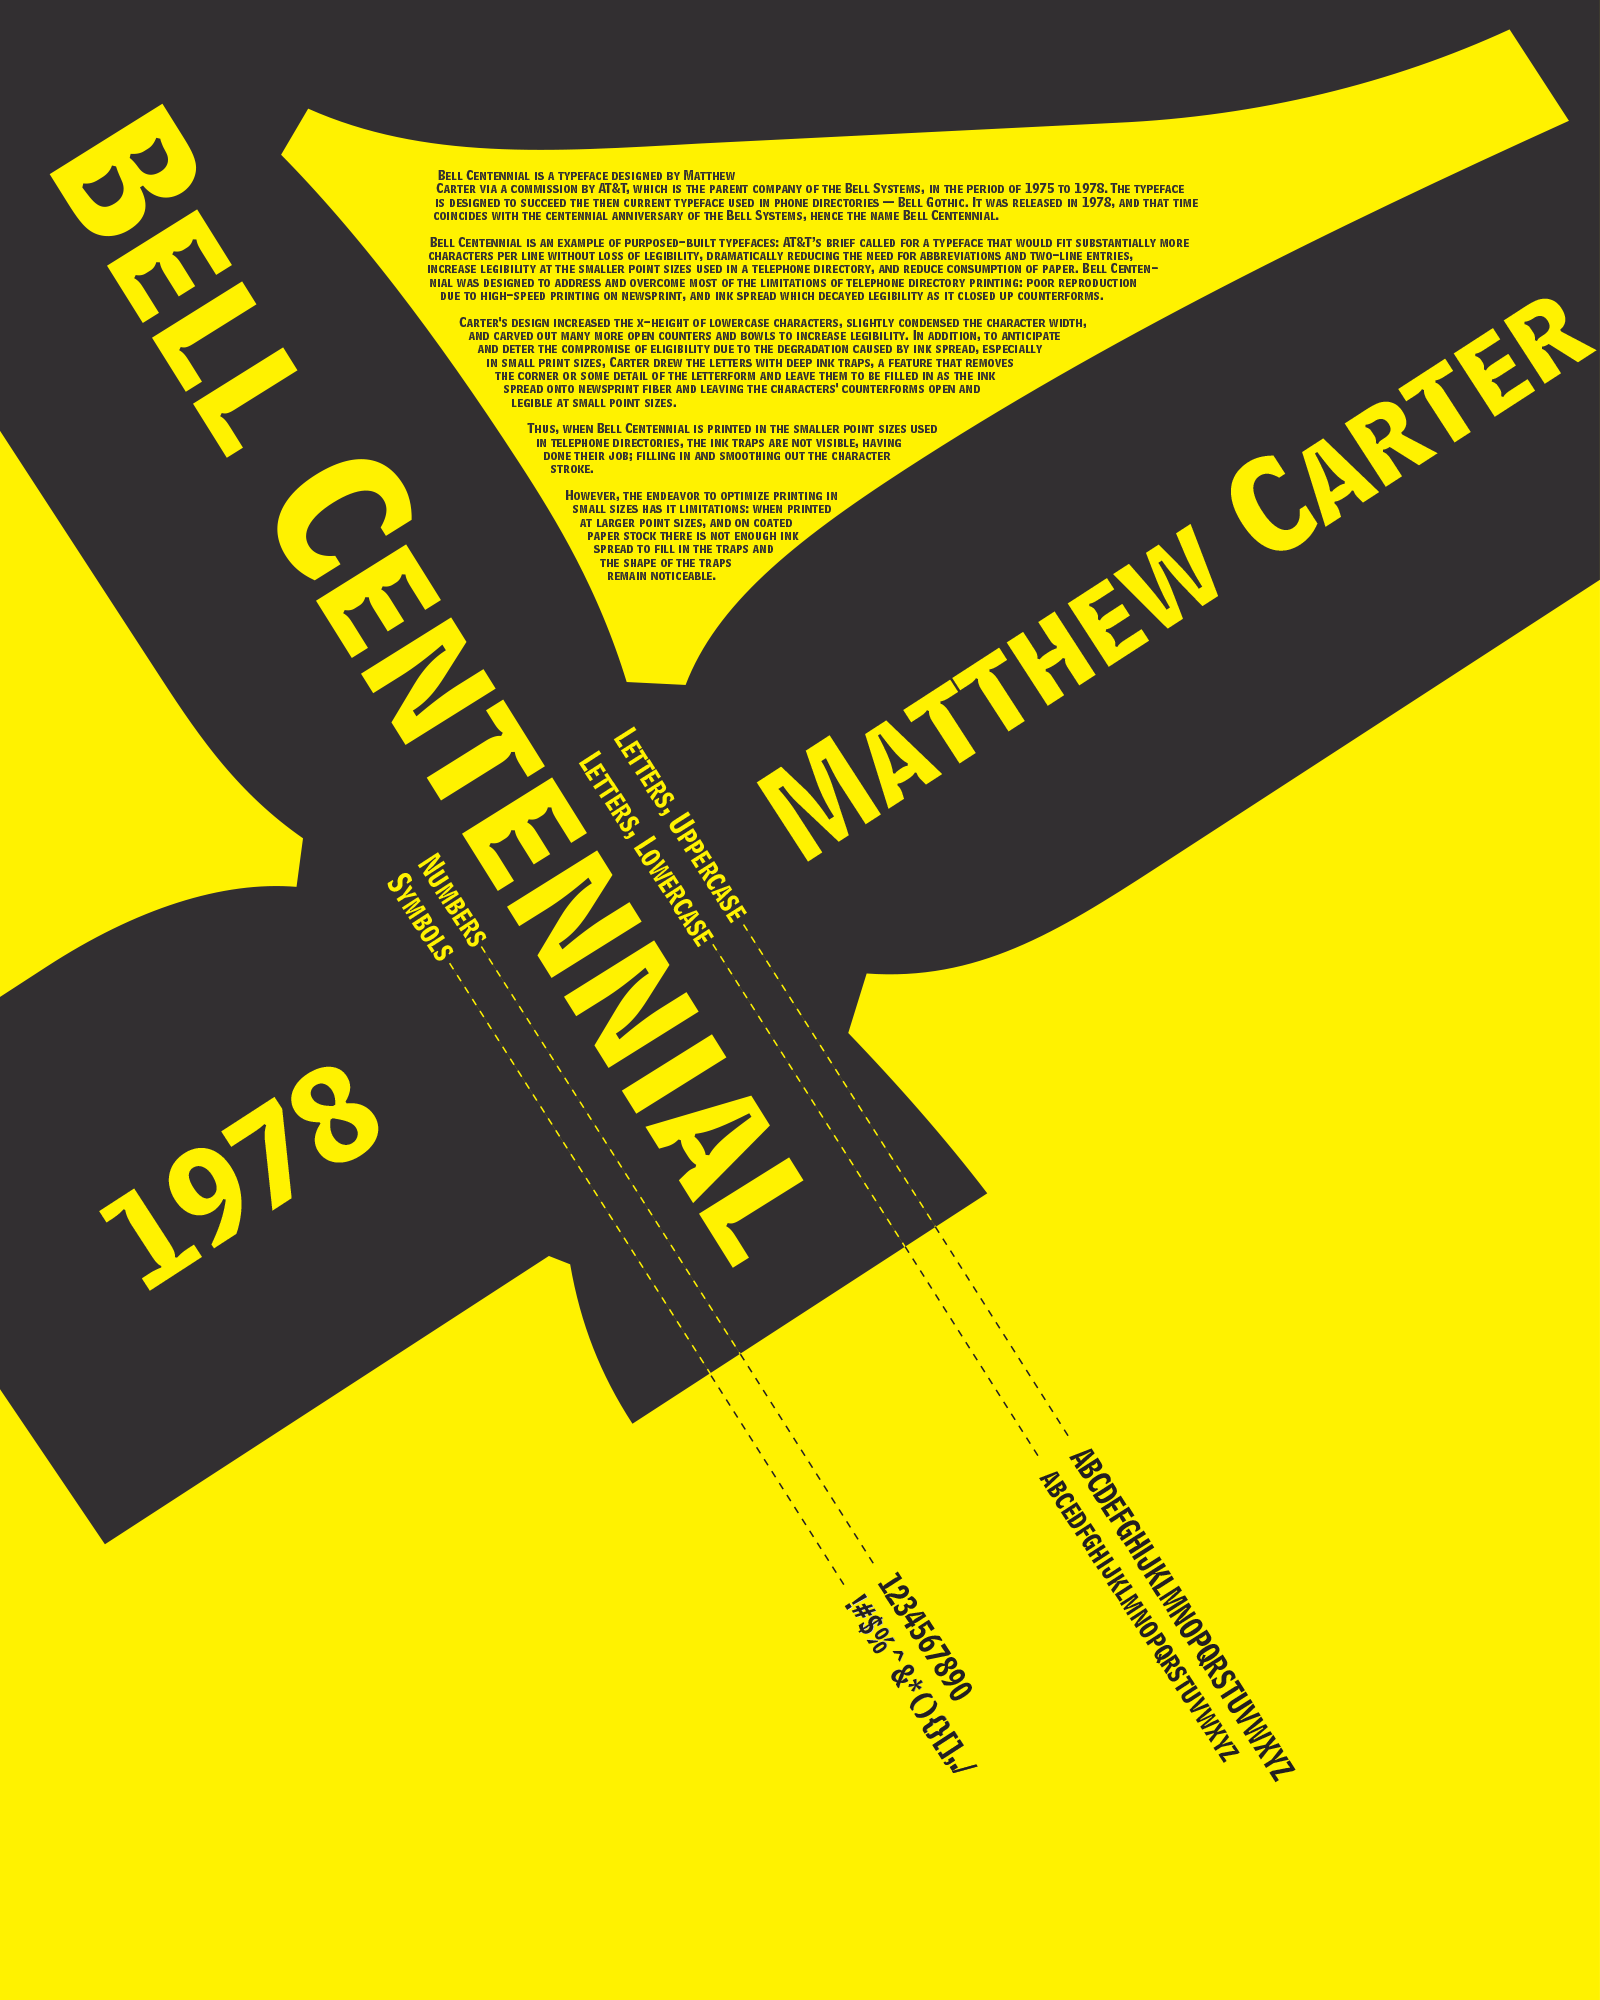 Bell Centennial
Bell Centennial is a typeface designed by Matthew
Carter via a commission by AT&T, which is the parent company of the Bell Systems, in the period of 1975 to 1978. The typeface
is designed to succeed the then current typeface used in phone directories — Bell Gothic. It was released in 1978, and that time
coincides with the centennial anniversary of the Bell Systems, hence the name Bell Centennial.
Bell Centennial is an example of purposed-built typefaces: AT&T's brief called for a typeface that would fit substantially more
characters per line without loss of legibility, dramatically reducing the need for abbreviations and two-line entries,
increase legibility at the smaller point sizes used in a telephone directory, and reduce consumption of paper. Bell Centen-
nial was designed to address and overcome most of the limitations of telephone directory printing: poor reproduction
due to high-speed printing on newsprint, and ink spread which decayed legibility as it closed up counterforms.
Carter's design increased the x-height of lowercase characters, slightly condensed the character width,
and carved out many more open counters and bowls to increase legibility. In addition, to anticipate
and deter the compromise of eligibility due to the degradation caused by ink spread, especially
in small print sizes, Carter drew the letters with deep ink traps, a feature that removes
the corner or some detail of the letterform and leave them to be filled in as the ink
spread onto newsprint fiber and leaving the characters' counterforms open and
legible at small point sizes.
Thus, when Bell Centennial is printed in the smaller point sizes used
in telephone directories, the ink traps are not visible, having
done their job; filling in and smoothing out the character
stroke.
However, the endeavor to optimize printing in
small sizes has it limitations: when printed
at larger point sizes, and on coated
paper stock there is not enough ink
spread to fill in the traps and
the shape of the traps
remain noticeable.
Matthew Carter
1978
Letters, Uppercase
ABCDEFGHIJKLMNOPQRSTUVWXYZ
Letters, Lowercase
abcedfghijklmnopqrstuvwxyz
Numbers
1234567890
Symbols
!#$%^&*(){}[],;./